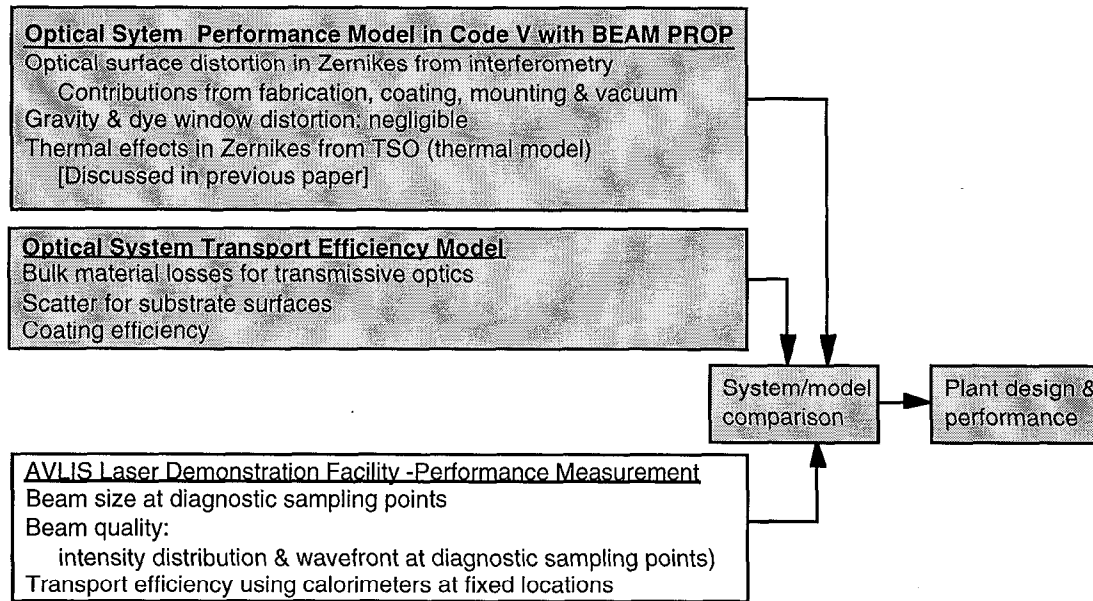 Optical Sytem Performance Model in Code V with BEAM PROP
Optical surface distortion in Zernikes from interferometry
Contributions from fabrication, coating, mounting & vacuum
Gravity & dye window distortion: negligible
Thermal effects in Zernikes from TSO (thermal model)
[Discussed in previous paper]
Optical System Transport Efficiency Model
Bulk material losses for transmissive optics
Scatter for substrate surfaces
Coating efficiency
System/model
comparison
Plant design &
performance
AVLIS Laser Demonstration Facility -Performance Measurement
Beam size at diagnostic sampling points
Beam quality:
intensity distribution & wavefront at diagnostic sampling points)
Transport efficiency using calorimeters at fixed locations